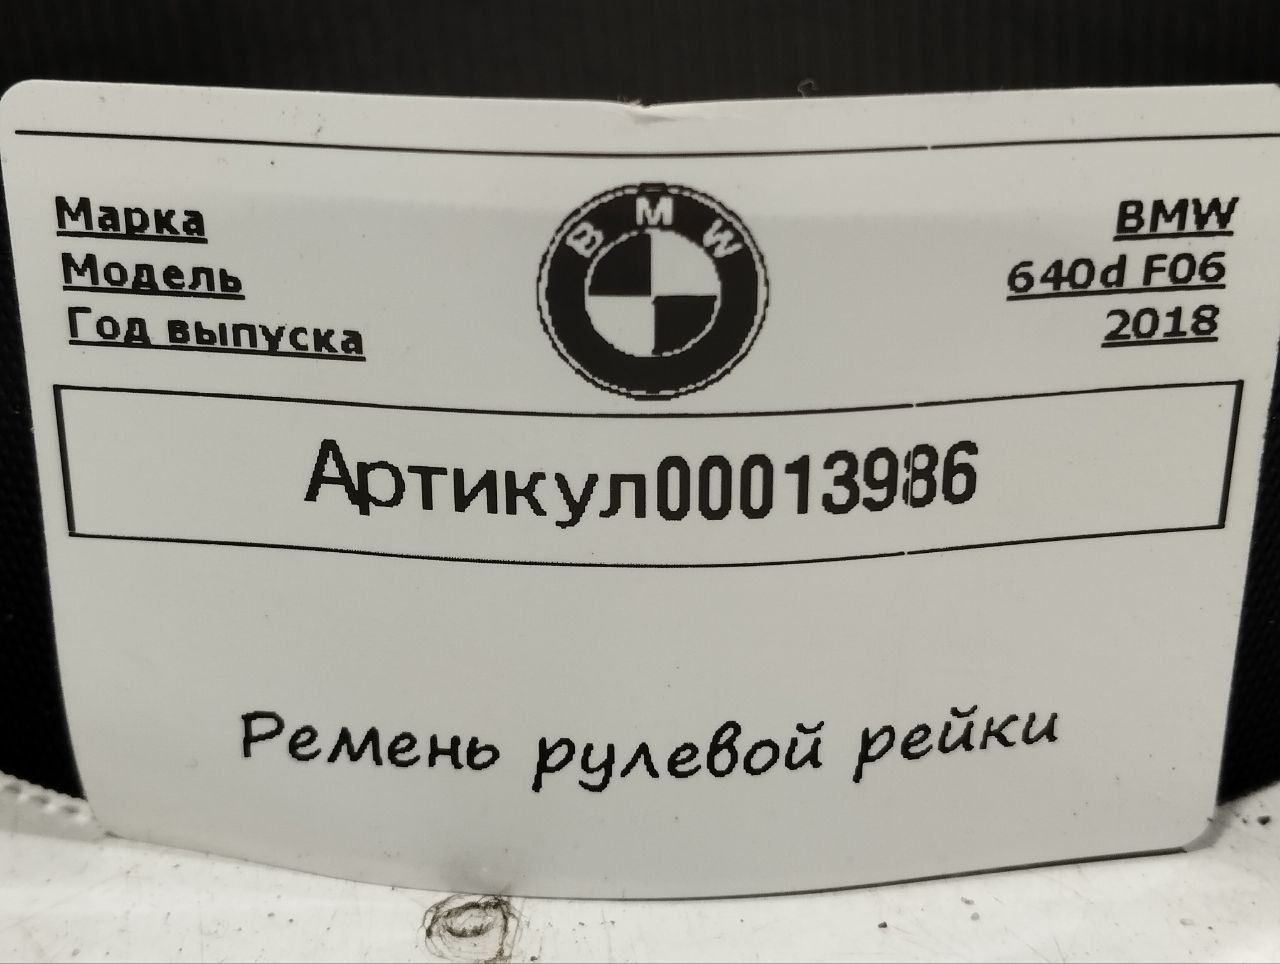 Марка BMW
Модель 640d F06
Год выпуска 2018
BMW
Артикул00013986
Ремень рулевой рейки